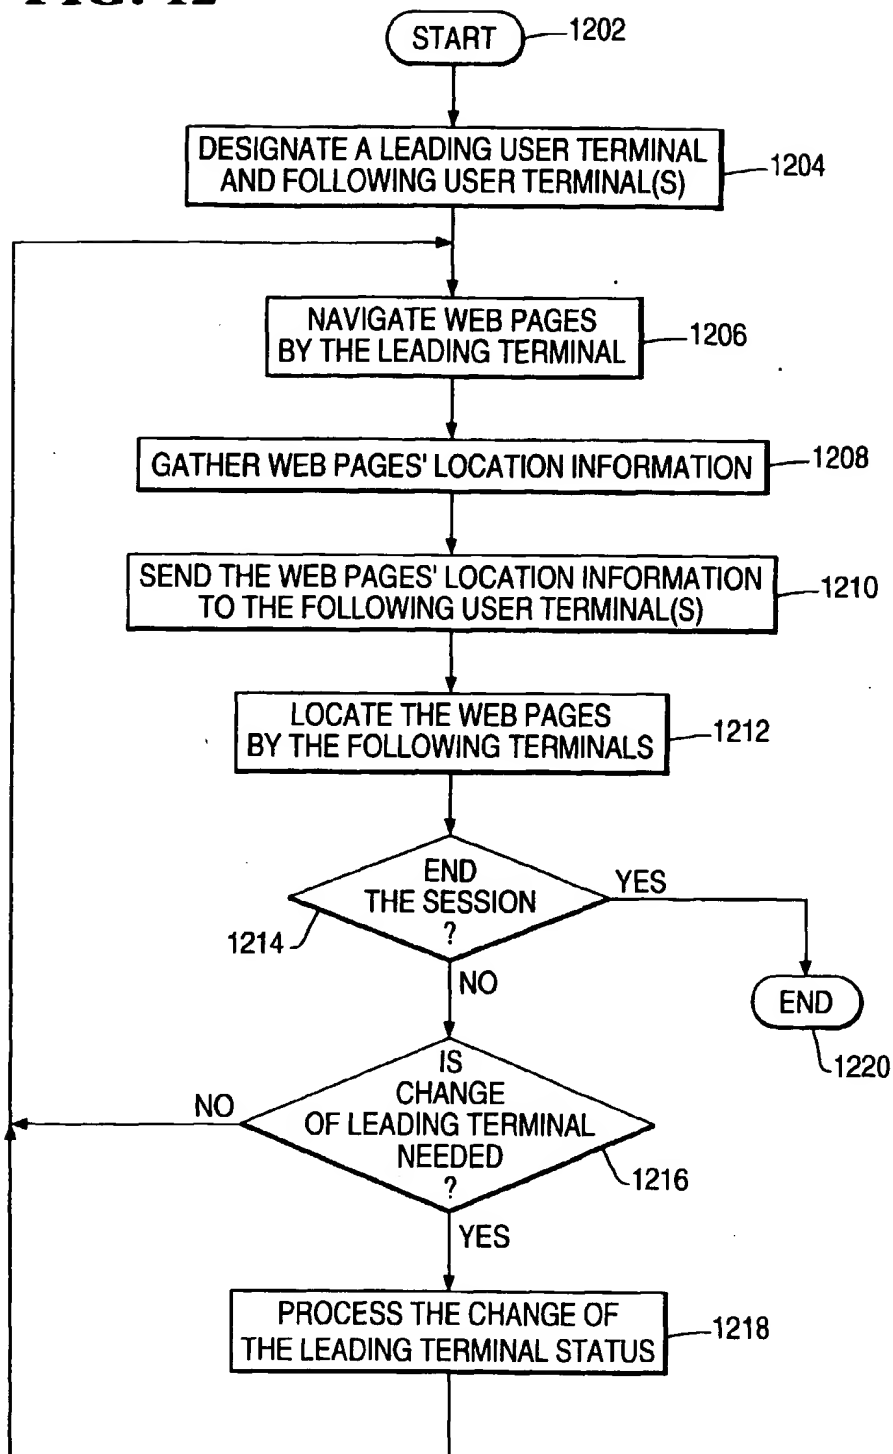 FIG. 12
START
1202
DESIGNATE A LEADING USER TERMINAL
AND FOLLOWING USER TERMINAL(S)
1204
NAVIGATE WEB PAGES
BY THE LEADING TERMINAL
1206
GATHER WEB PAGES' LOCATION INFORMATION
1208
SEND THE WEB PAGES' LOCATION INFORMATION
TO THE FOLLOWING USER TERMINAL(S)
1210
LOCATE THE WEB PAGES
BY THE FOLLOWING TERMINALS
1212
END
THE SESSION
?
1214
YES
NO
END
1220
IS
CHANGE
OF LEADING TERMINAL
NEEDED
?
1216
NO
YES
PROCESS THE CHANGE OF
THE LEADING TERMINAL STATUS
1218